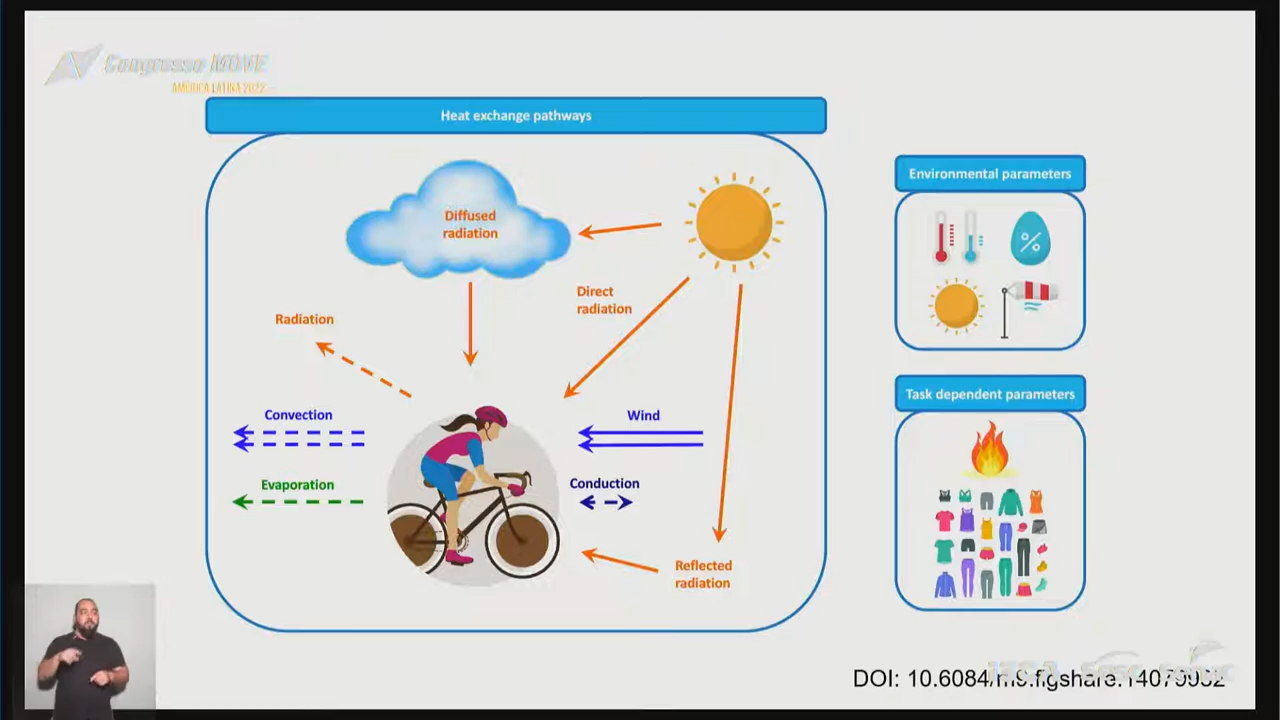 Congresso MOVE
AMÉRICA LATINA 2022
Heat exchange pathways
Environmental parameters
Diffused
radiation
%
Direct
radiation
Radiation
Task dependent parameters
Convection
Wind
Evaporation
Conduction
Reflected
radiation
DOI: 10.6084/m9.figshare.14079932